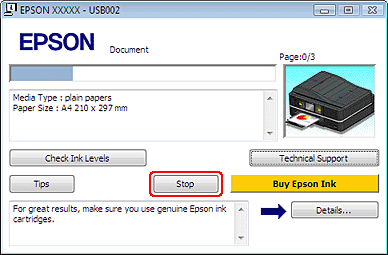 EPSON XXXXX - USB002
EPSON
Document
Page:0/3
Media Type : plain papers
Paper Size : A4 210 x 297 mm
Check Ink Levels
Technical Support
Tips
Stop
Buy Epson Ink
For great results, make sure you use genuine Epson ink
cartridges.
Details...